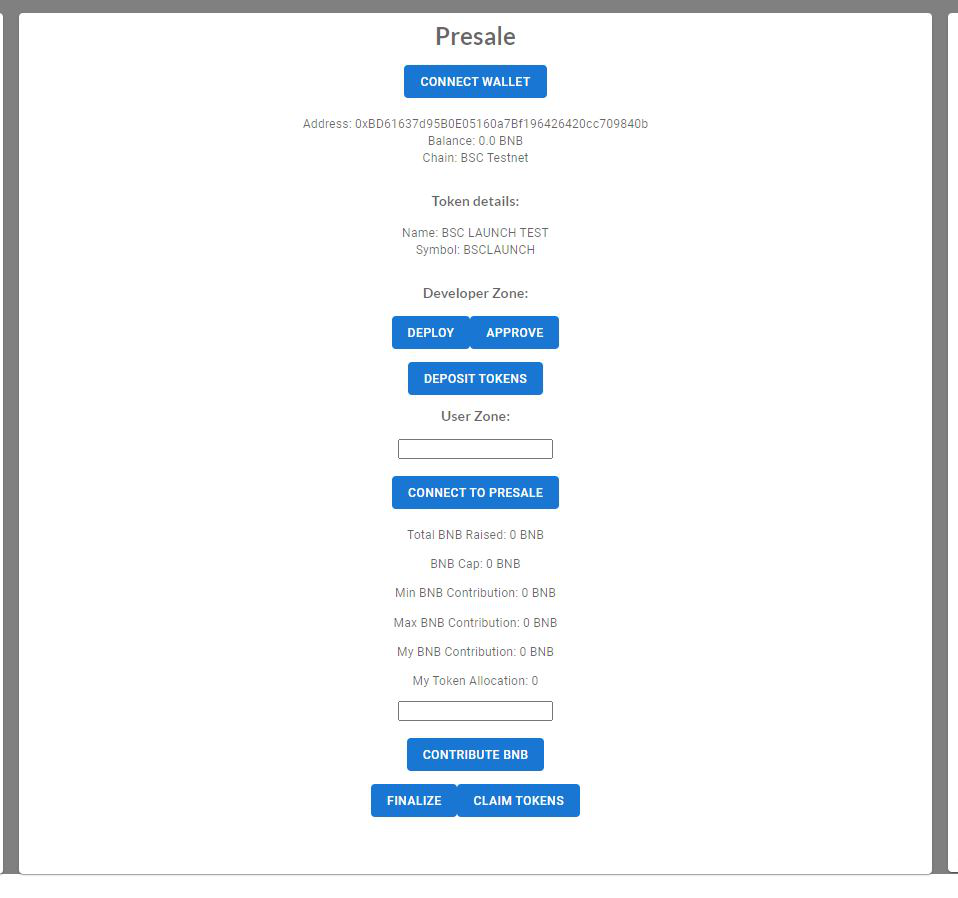 Presale
CONNECT WALLET
Address: 0xBD61637d95B0E05160a7Bf196426420cc709840b
Balance: 0.0 BNB
Chain: BSC Testnet
Token details:
Name: BSC LAUNCH TEST
Symbol: BSCLAUNCH
Developer Zone:
DEPLOY APPROVE
DEPOSIT TOKENS
User Zone:
CONNECT TO PRESALE
Total BNB Raised: 0 BNB
BNB Cap: 0 BNB
Min BNB Contribution: 0 BNB
Max BNB Contribution: 0 BNB
My BNB Contribution: 0 BNB
My Token Allocation: 0
CONTRIBUTE BNB
FINALIZE CLAIM TOKENS